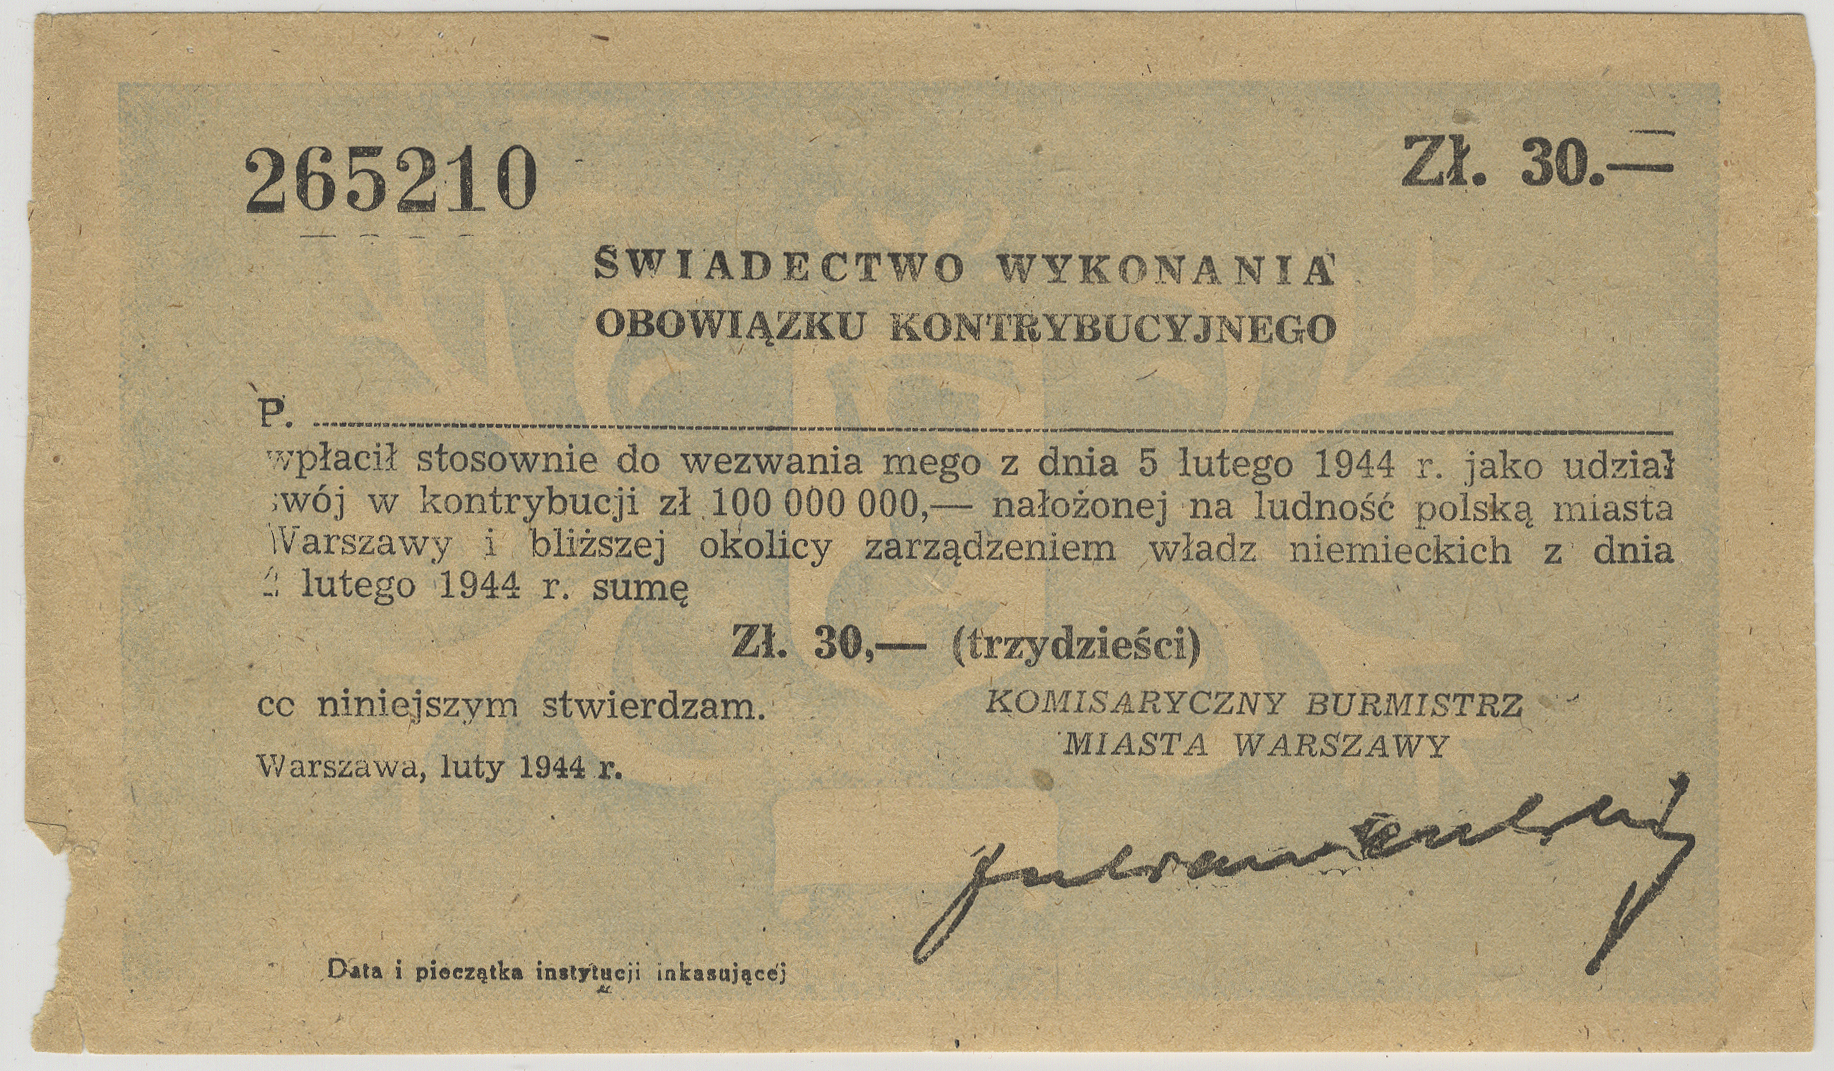 265210
Zł. 30.—
ŚWIADECTWO WYKONANIA
OBOWIĄZKU KONTRYBUCYJNEGO
P.
wpłacił stosownie do wezwania mego z dnia 5 lutego 1944 r. jako udział
swój w kontrybucji zł 100 000 000,— nałożonej na ludność polską miasta
Warszawy i bliższej okolicy zarządzeniem władz niemieckich z dnia
lutego 1944 r. sumę
Zł. 30,— (trzydzieści)
co niniejszym stwierdzam.
KOMISARYCZNY BURMISTRZ
MIASTA WARSZAWY
Warszawa, luty 1944 r.
Data i pieczątka instytucji inkasującej